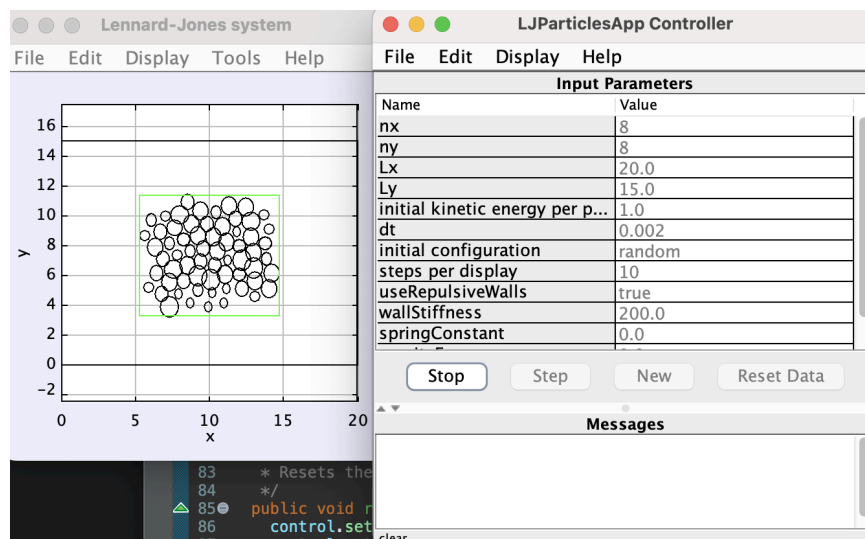 Lennard-Jones system
File Edit Display Tools Help
16
14
12
10
8
6
4
2
0
−2
y
0 5 10 15 20
x
83 * Resets the
84 */
85 public void r
86 control.set
LJParticlesApp Controller
File Edit Display Help
Input Parameters
Name Value
nx 8
ny 8
Lx 20.0
Ly 15.0
initial kinetic energy per p... 1.0
dt 0.002
initial configuration random
steps per display 10
useRepulsiveWalls true
wallStiffness 200.0
springConstant 0.0
Stop Step New Reset Data
Messages
clear